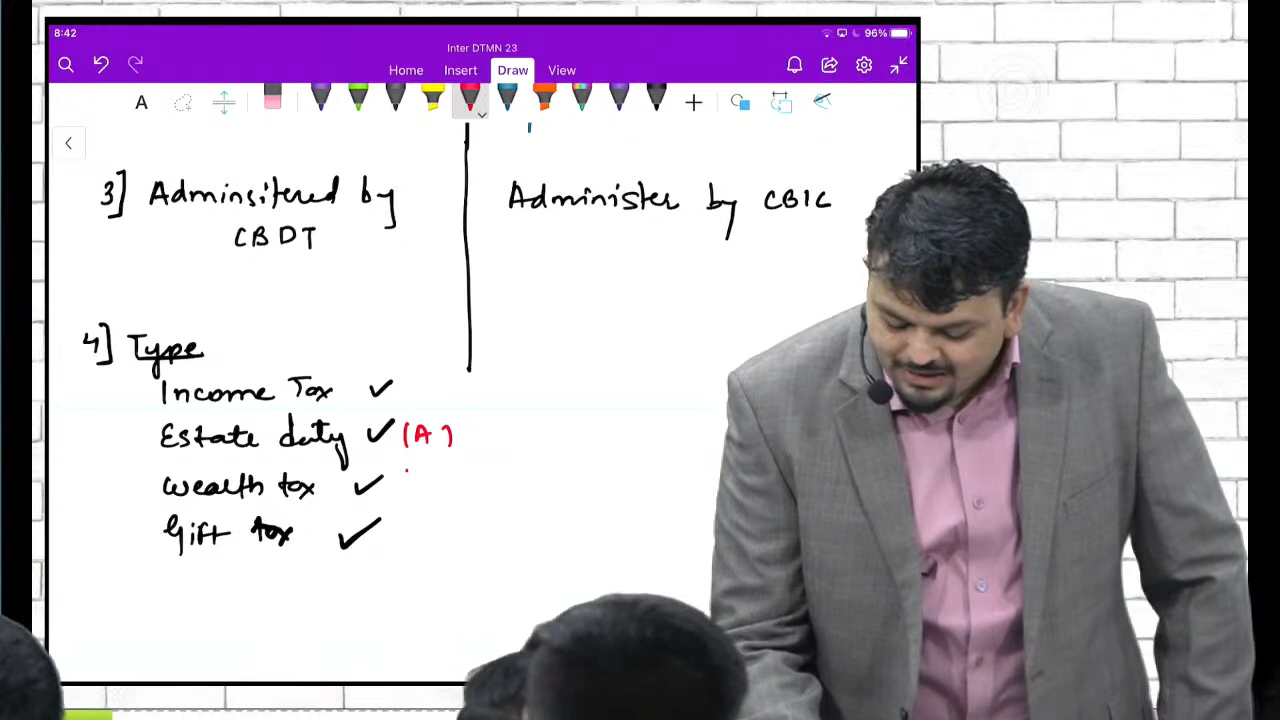 8:42
96%
Inter DTMN 23
Home Insert Draw View
A
3] Adminsitered by
CBDT
Administer by CBIC
4] Type
Income Tax ✓
Estate duty ✓ (A)
wealth tax ✓
Gift tax ✓